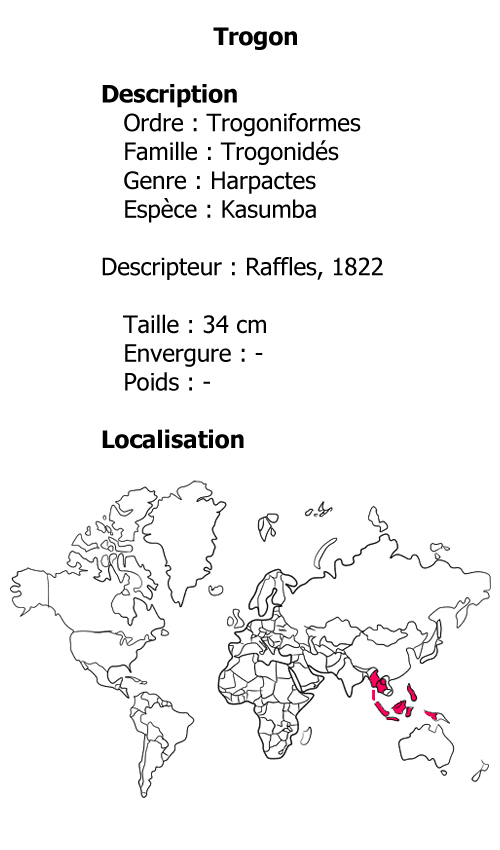 Trogon
Description
Ordre : Trogoniformes
Famille : Trogonidés
Genre : Harpactes
Espèce : Kasumba
Descripteur : Raffles, 1822
Taille : 34 cm
Envergure : -
Poids : -
Localisation